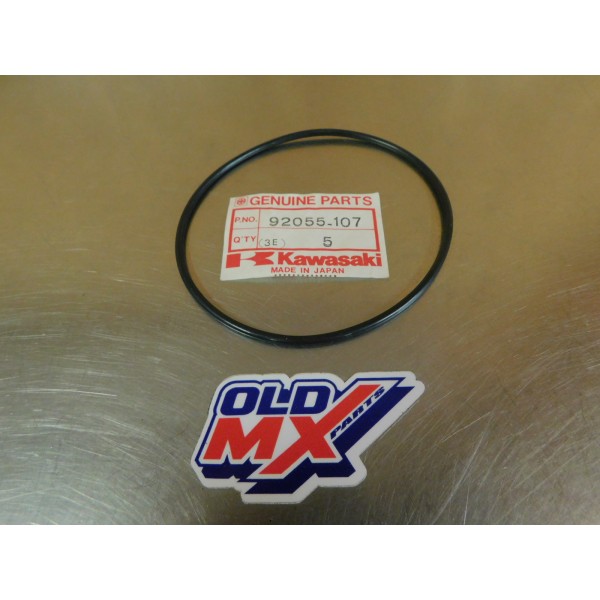 GENUINE PARTS
P.NO. 92055-107
Q'TY (3E) 5
Kawasaki
MADE IN JAPAN
OLD
MX
PARTS